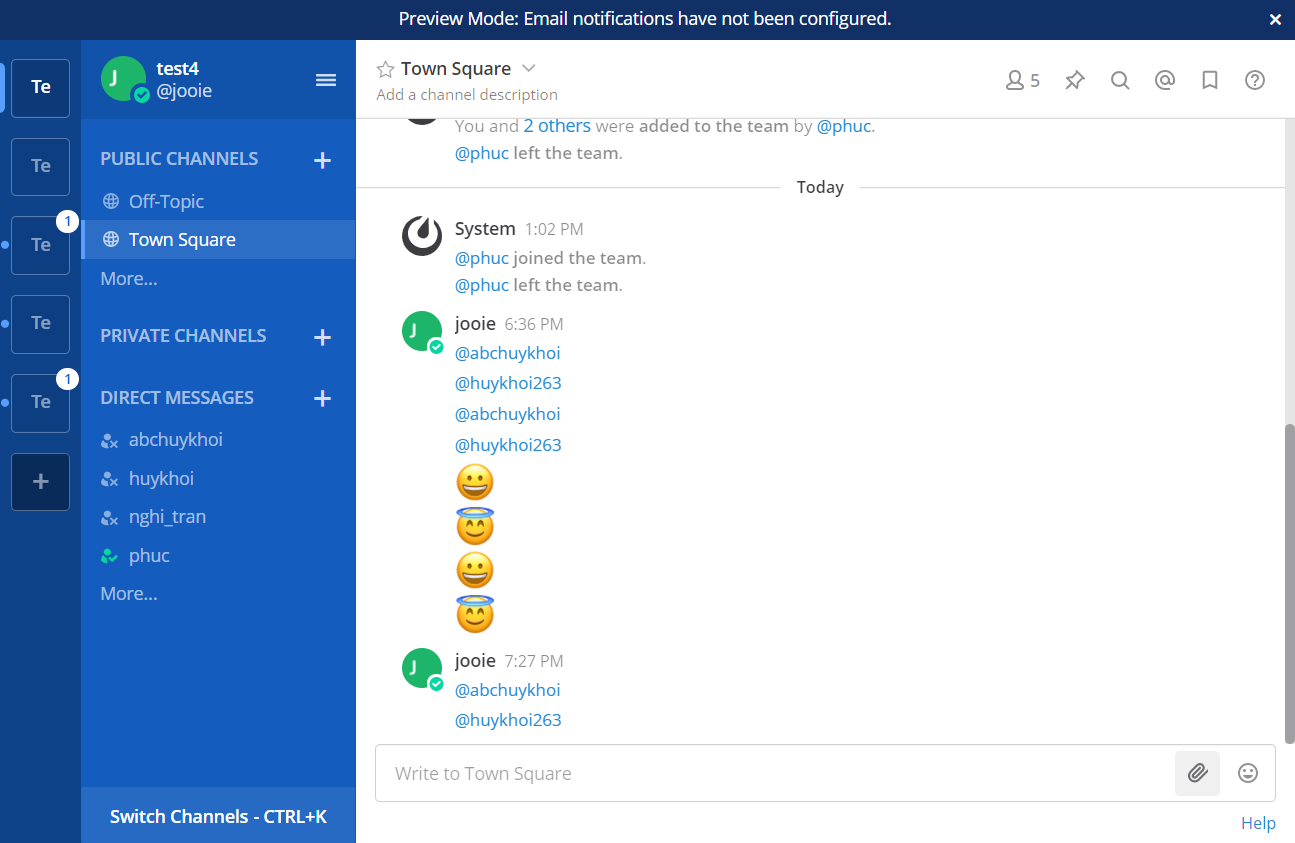 Preview Mode: Email notifications have not been configured.
Te
Te
1
Te
Te
1
Te
J
test4
@jooie
PUBLIC CHANNELS
Off-Topic
Town Square
More...
PRIVATE CHANNELS
DIRECT MESSAGES
abchuykhoi
huykhoi
nghi_tran
phuc
More...
Switch Channels - CTRL+K
Town Square
Add a channel description
5
You and 2 others were added to the team by @phuc.
@phuc left the team.
Today
System 1:02 PM
@phuc joined the team.
@phuc left the team.
J
jooie 6:36 PM
@abchuykhoi
@huykhoi263
@abchuykhoi
@huykhoi263
J
jooie 7:27 PM
@abchuykhoi
@huykhoi263
Write to Town Square
Help